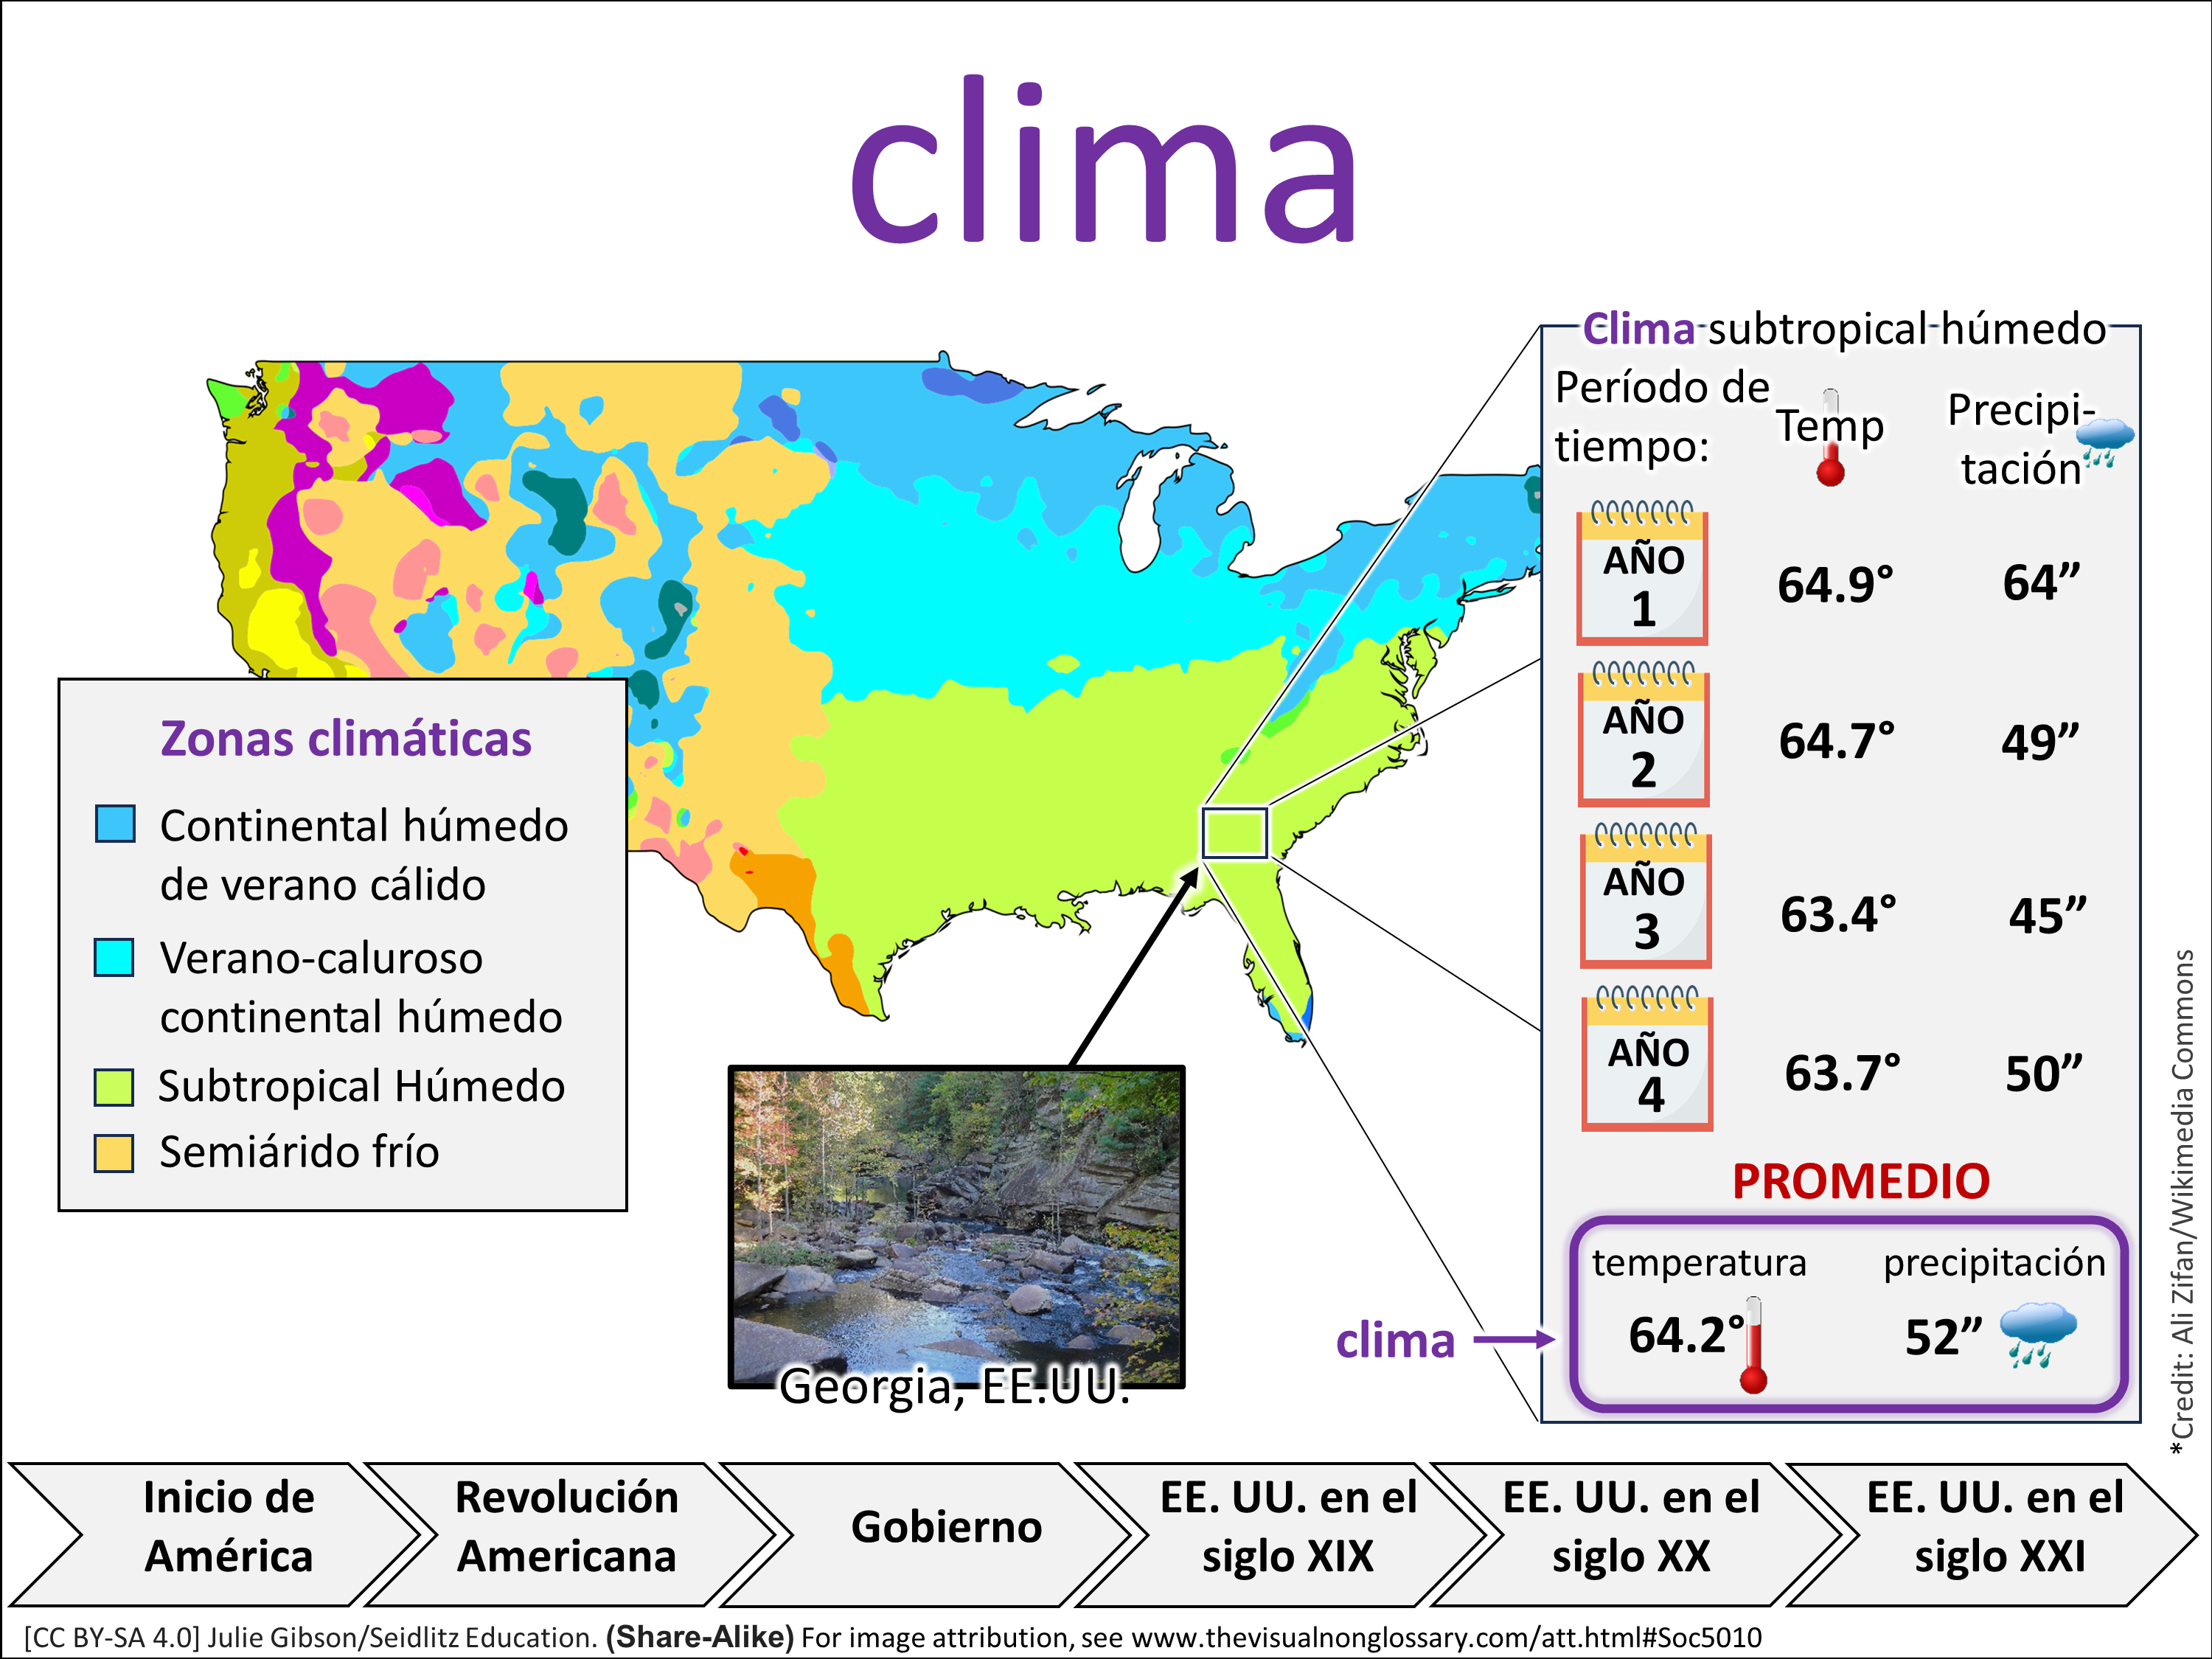 clima
Clima subtropical húmedo
Período de
tiempo:
Temp
Precipi-
tación
AÑO
1
64.9°
64”
AÑO
2
64.7°
49”
AÑO
3
63.4°
45”
AÑO
4
63.7°
50”
PROMEDIO
temperatura
precipitación
64.2°
52”
clima
Zonas climáticas
Continental húmedo
de verano cálido
Verano-caluroso
continental húmedo
Subtropical Húmedo
Semiárido frío
Georgia, EE.UU.
*Credit: Ali Zifan/Wikimedia Commons
Inicio de
América
Revolución
Americana
Gobierno
EE. UU. en el
siglo XIX
EE. UU. en el
siglo XX
EE. UU. en el
siglo XXI
[CC BY-SA 4.0] Julie Gibson/Seidlitz Education. (Share-Alike) For image attribution, see www.thevisualnonglossary.com/att.html#Soc5010